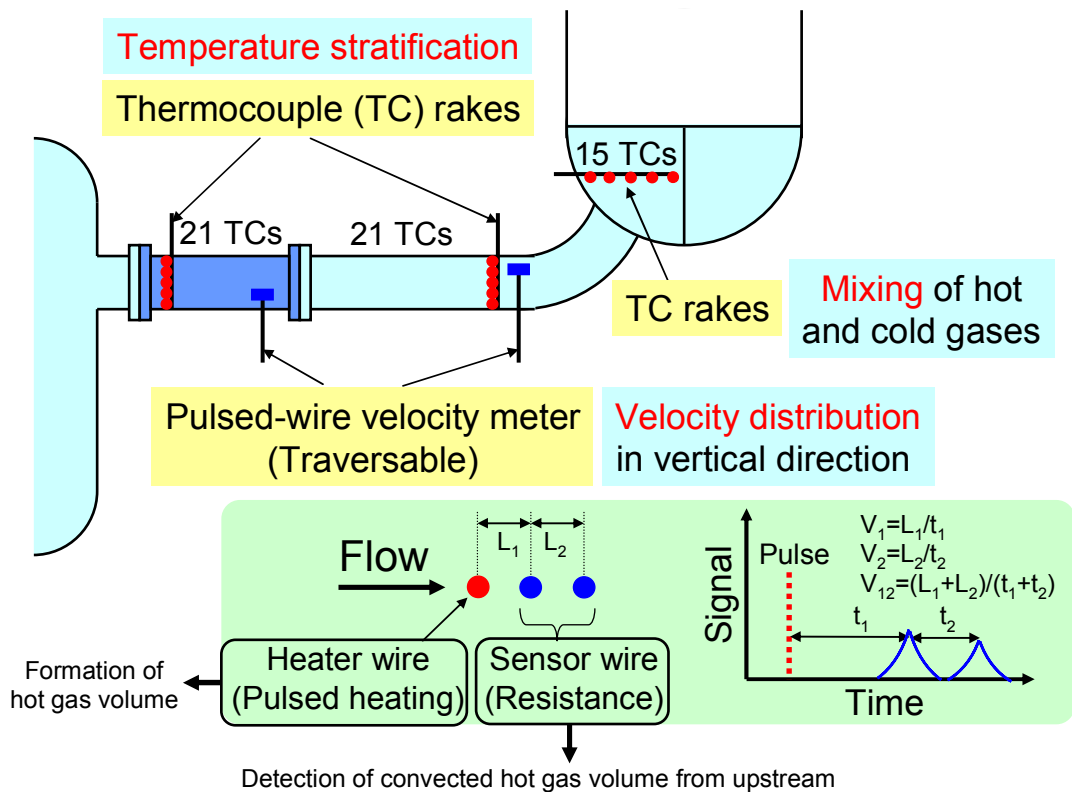 Temperature stratification
Thermocouple (TC) rakes
15 TCs
21 TCs
21 TCs
TC rakes
Mixing of hot
and cold gases
Pulsed-wire velocity meter
(Traversable)
Velocity distribution
in vertical direction
Flow
L₁
L₂
Heater wire
(Pulsed heating)
Sensor wire
(Resistance)
Formation of
hot gas volume
Detection of convected hot gas volume from upstream
Signal
Pulse
V₁=L₁/t₁
V₂=L₂/t₂
V₁₂=(L₁+L₂)/(t₁+t₂)
t₁
t₂
Time